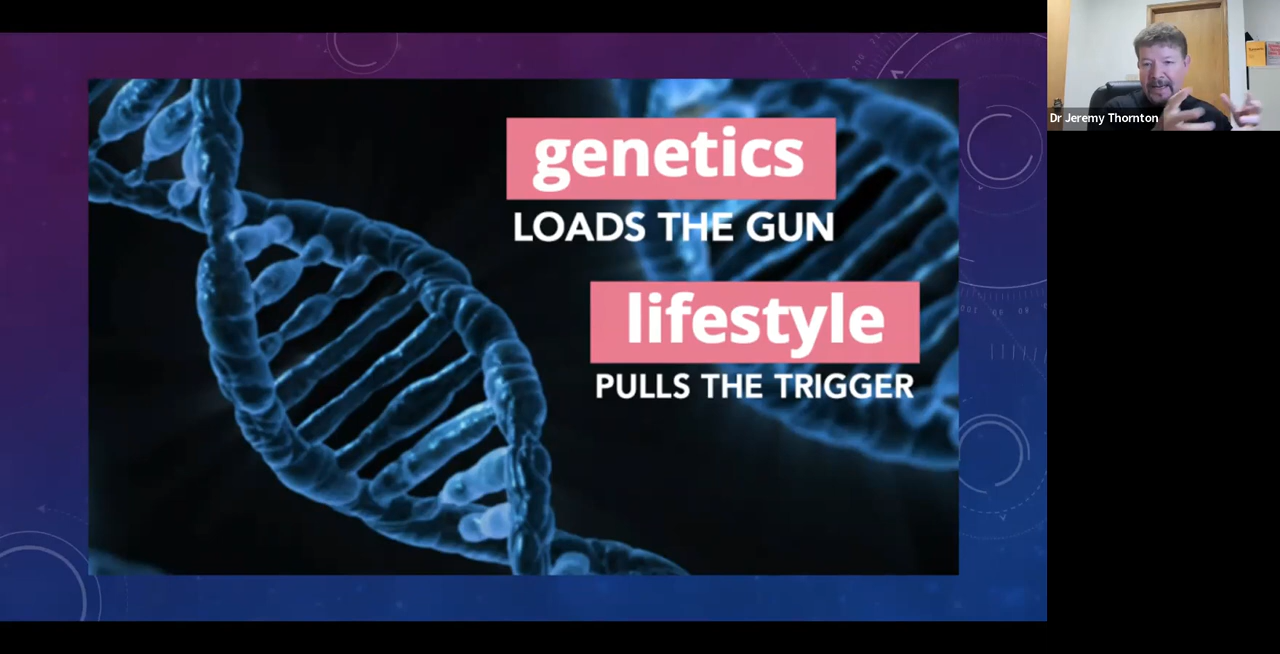 genetics
LOADS THE GUN
lifestyle
PULLS THE TRIGGER
Dr Jeremy Thornton